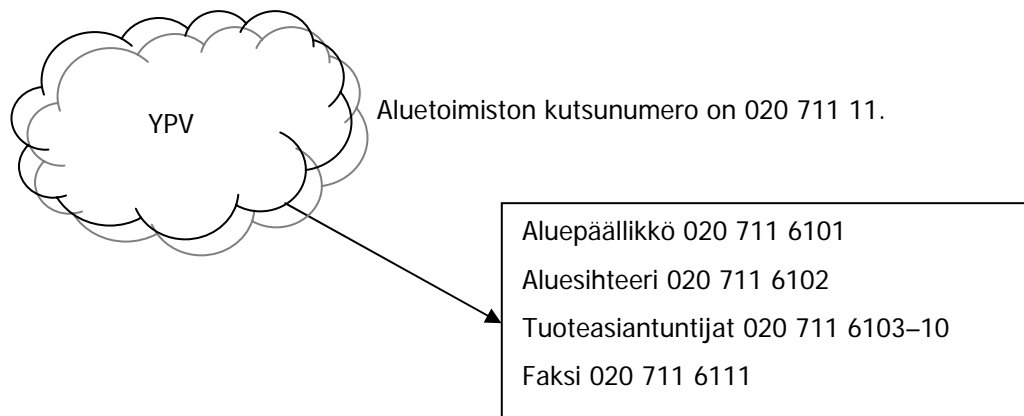 YPV
Aluetoimiston kutsunumero on 020 711 11.
Aluepäällikkö 020 711 6101
Aluesihteeri 020 711 6102
Tuoteasiantuntijat 020 711 6103–10
Faksi 020 711 6111